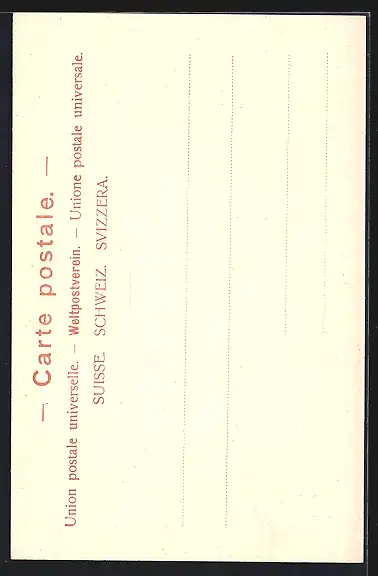 — Carte postale. —
Union postale universelle. — Weltpostverein. — Unione postale universale.
SUISSE. SCHWEIZ. SVIZZERA.